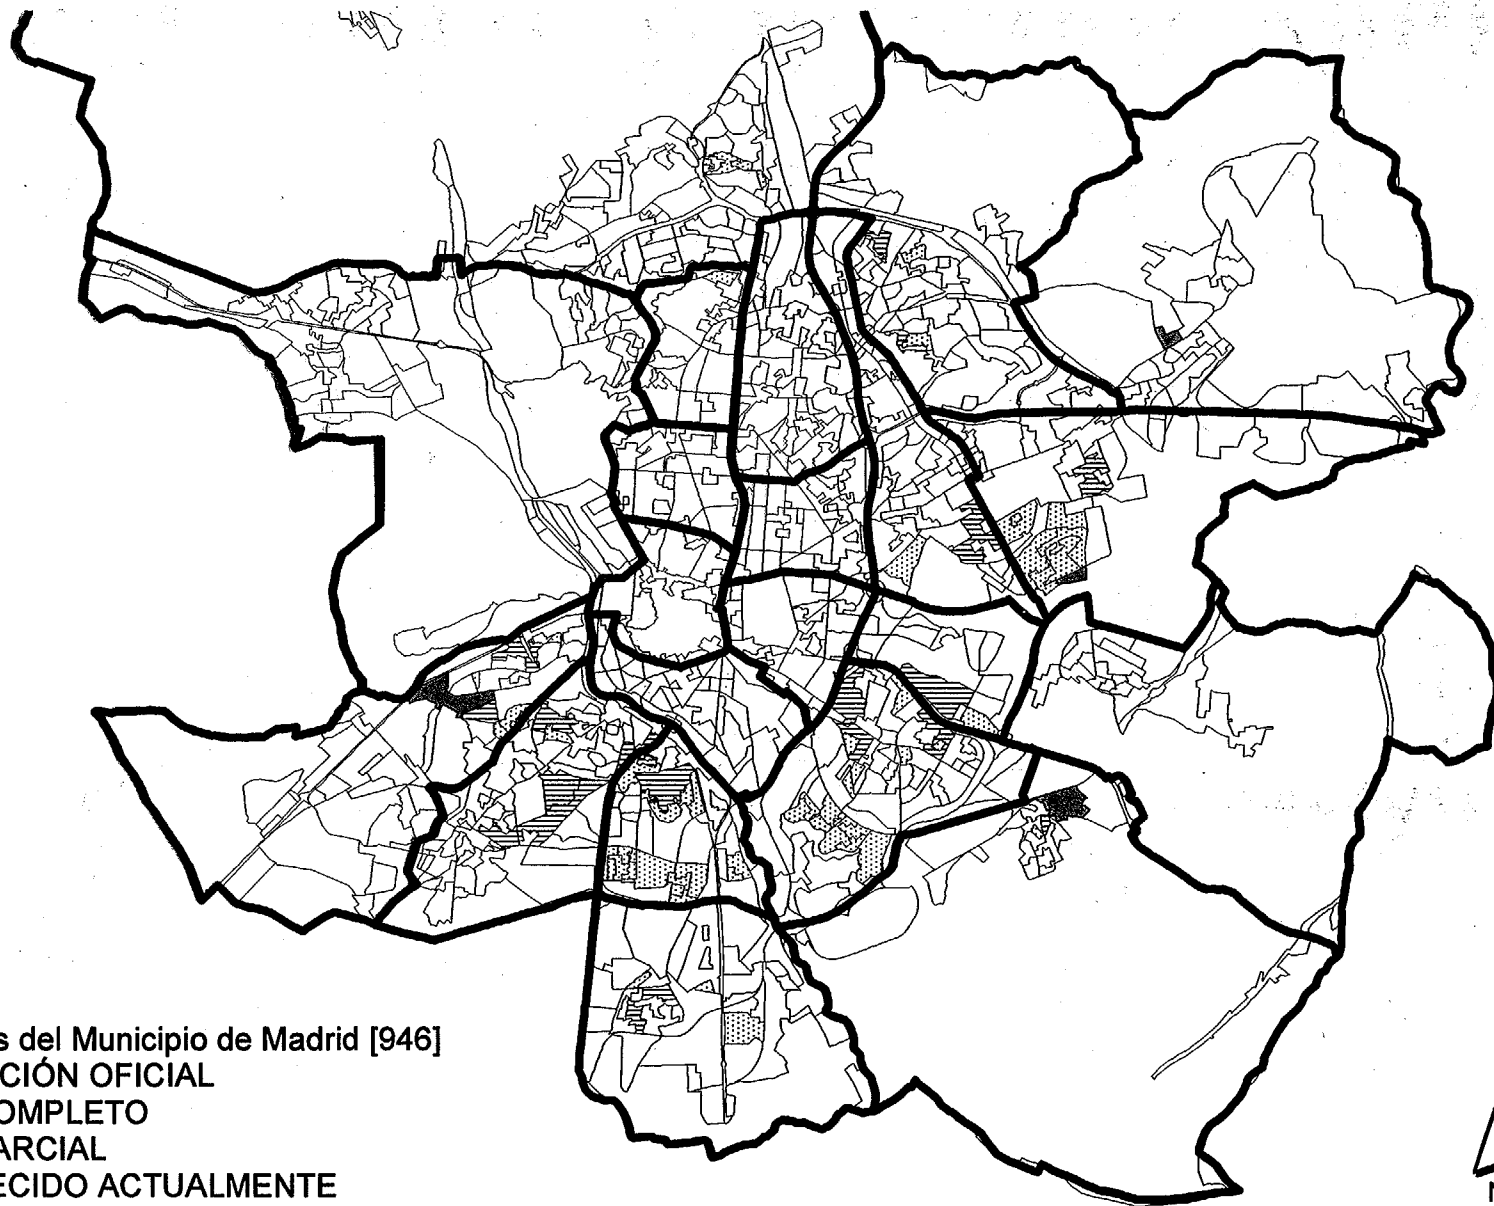 s del Municipio de Madrid [946]
CIÓN OFICIAL
OMPLETO
ARCIAL
ECIDO ACTUALMENTE
N